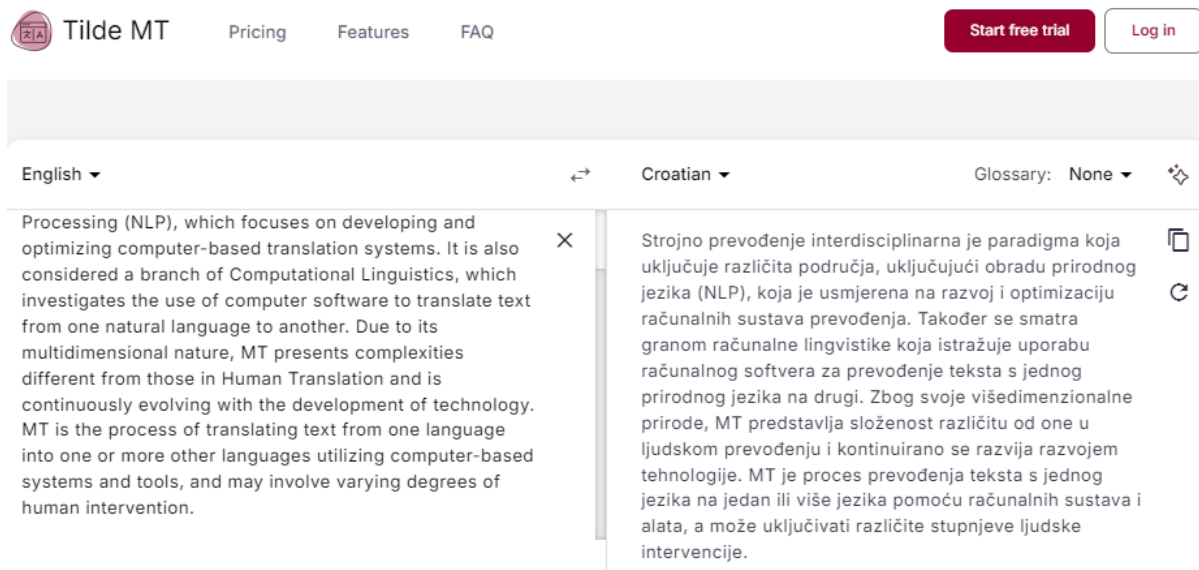 Tilde MT Pricing Features FAQ Start free trial Log in
English Croatian Glossary: None
Processing (NLP), which focuses on developing and
optimizing computer-based translation systems. It is also
considered a branch of Computational Linguistics, which
investigates the use of computer software to translate text
from one natural language to another. Due to its
multidimensional nature, MT presents complexities
different from those in Human Translation and is
continuously evolving with the development of technology.
MT is the process of translating text from one language
into one or more other languages utilizing computer-based
systems and tools, and may involve varying degrees of
human intervention.
Strojno prevođenje interdisciplinarna je paradigma koja
uključuje različita područja, uključujući obradu prirodnog
jezika (NLP), koja je usmjerena na razvoj i optimizaciju
računalnih sustava prevođenja. Također se smatra
granom računalne lingvistike koja istražuje uporabu
računalnog softvera za prevođenje teksta s jednog
prirodnog jezika na drugi. Zbog svoje višedimenzionalne
prirode, MT predstavlja složenost različitu od one u
ljudskom prevođenju i kontinuirano se razvija razvojem
tehnologije. MT je proces prevođenja teksta s jednog
jezika na jedan ili više jezika pomoću računalnih sustava i
alata, a može uključivati različite stupnjeve ljudske
intervencije.